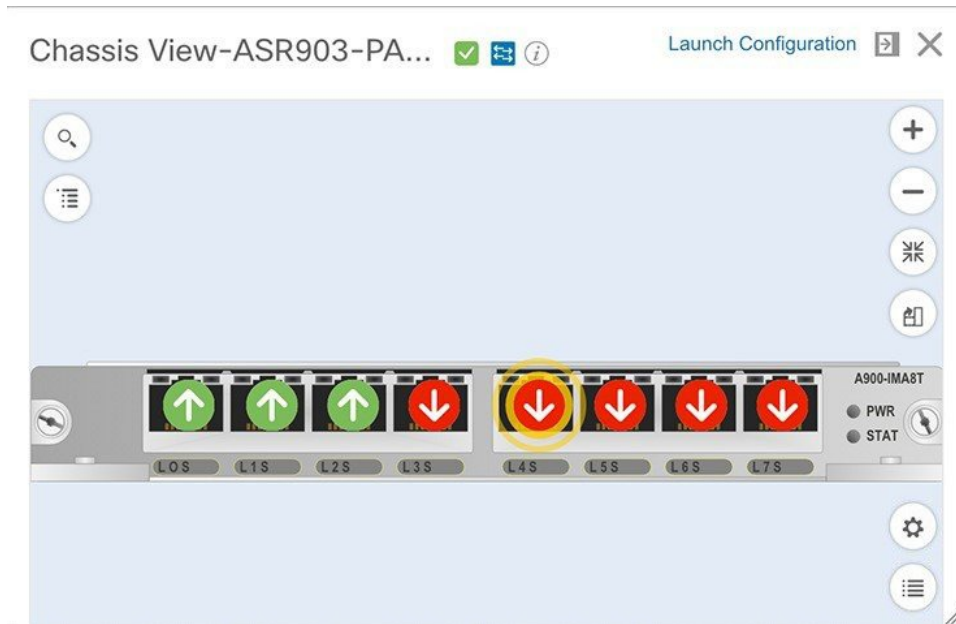 Chassis View-ASR903-PA...
Launch Configuration
A900-IMA8T
PWR
STAT
L0S L1S L2S L3S L4S L5S L6S L7S